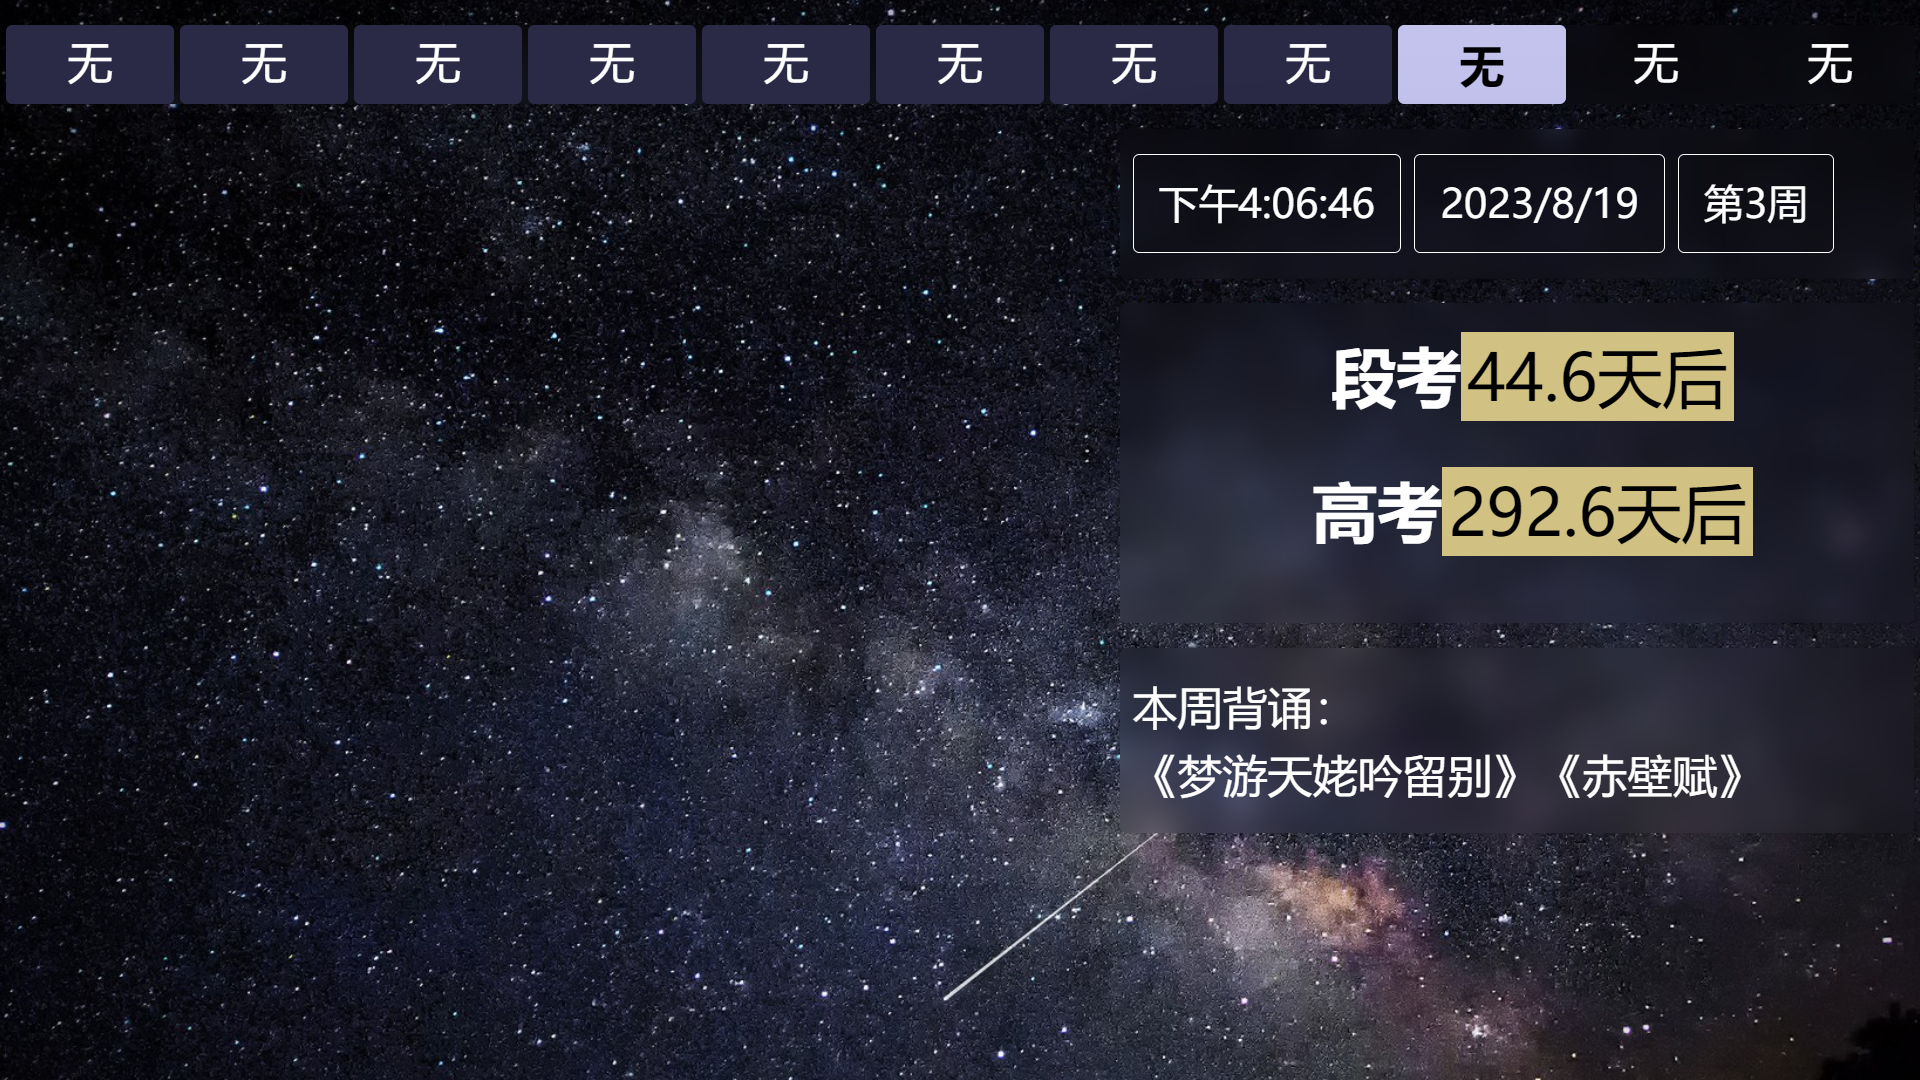 无 无 无 无 无 无 无 无 无 无 无
下午4:06:46 2023/8/19 第3周
段考44.6天后
高考292.6天后
本周背诵：
《梦游天姥吟留别》《赤壁赋》